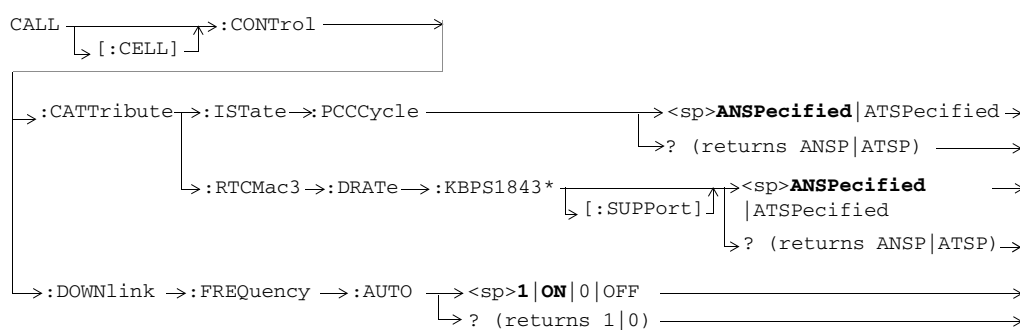 CALL :CONTrol
[:CELL]
:CATTribute :ISTate :PCCCycle <sp>ANSPecified|ATSPecified
? (returns ANSP|ATSP)
:RTCMac3 :DRATe :KBPS1843* <sp>ANSPecified
[:SUPPort] |ATSPecified
? (returns ANSP|ATSP)
:DOWNlink :FREQuency :AUTO <sp>1|ON|0|OFF
? (returns 1|0)